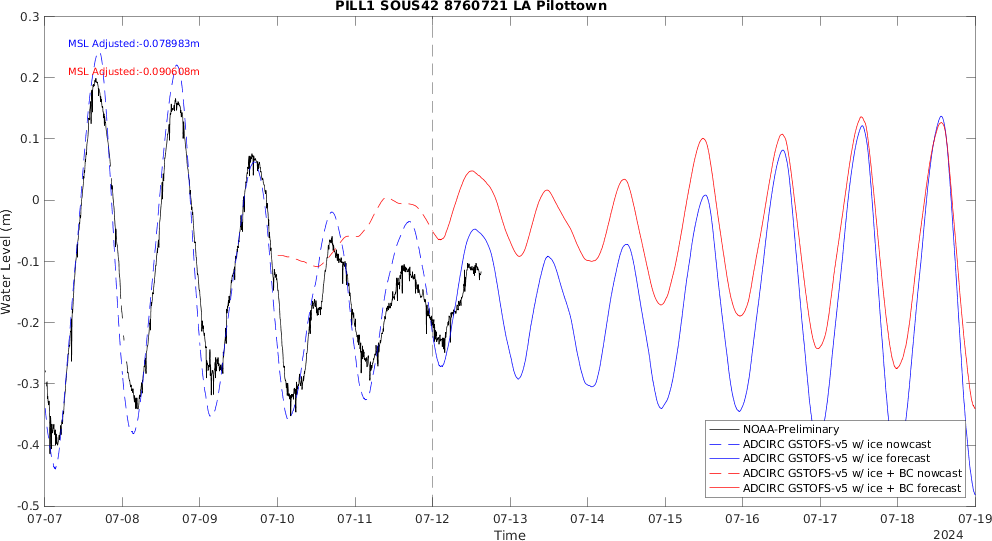 PILL1 SOUS42 8760721 LA Pilottown
MSL Adjusted:-0.078983m
MSL Adjusted:-0.090608m
0.3
0.2
0.1
0
-0.1
-0.2
-0.3
-0.4
-0.5
Water Level (m)
NOAA-Preliminary
ADCIRC GSTOFS-v5 w/ ice nowcast
ADCIRC GSTOFS-v5 w/ ice forecast
ADCIRC GSTOFS-v5 w/ ice + BC nowcast
ADCIRC GSTOFS-v5 w/ ice + BC forecast
07-07 07-08 07-09 07-10 07-11 07-12 07-13 07-14 07-15 07-16 07-17 07-18 07-19
Time
2024